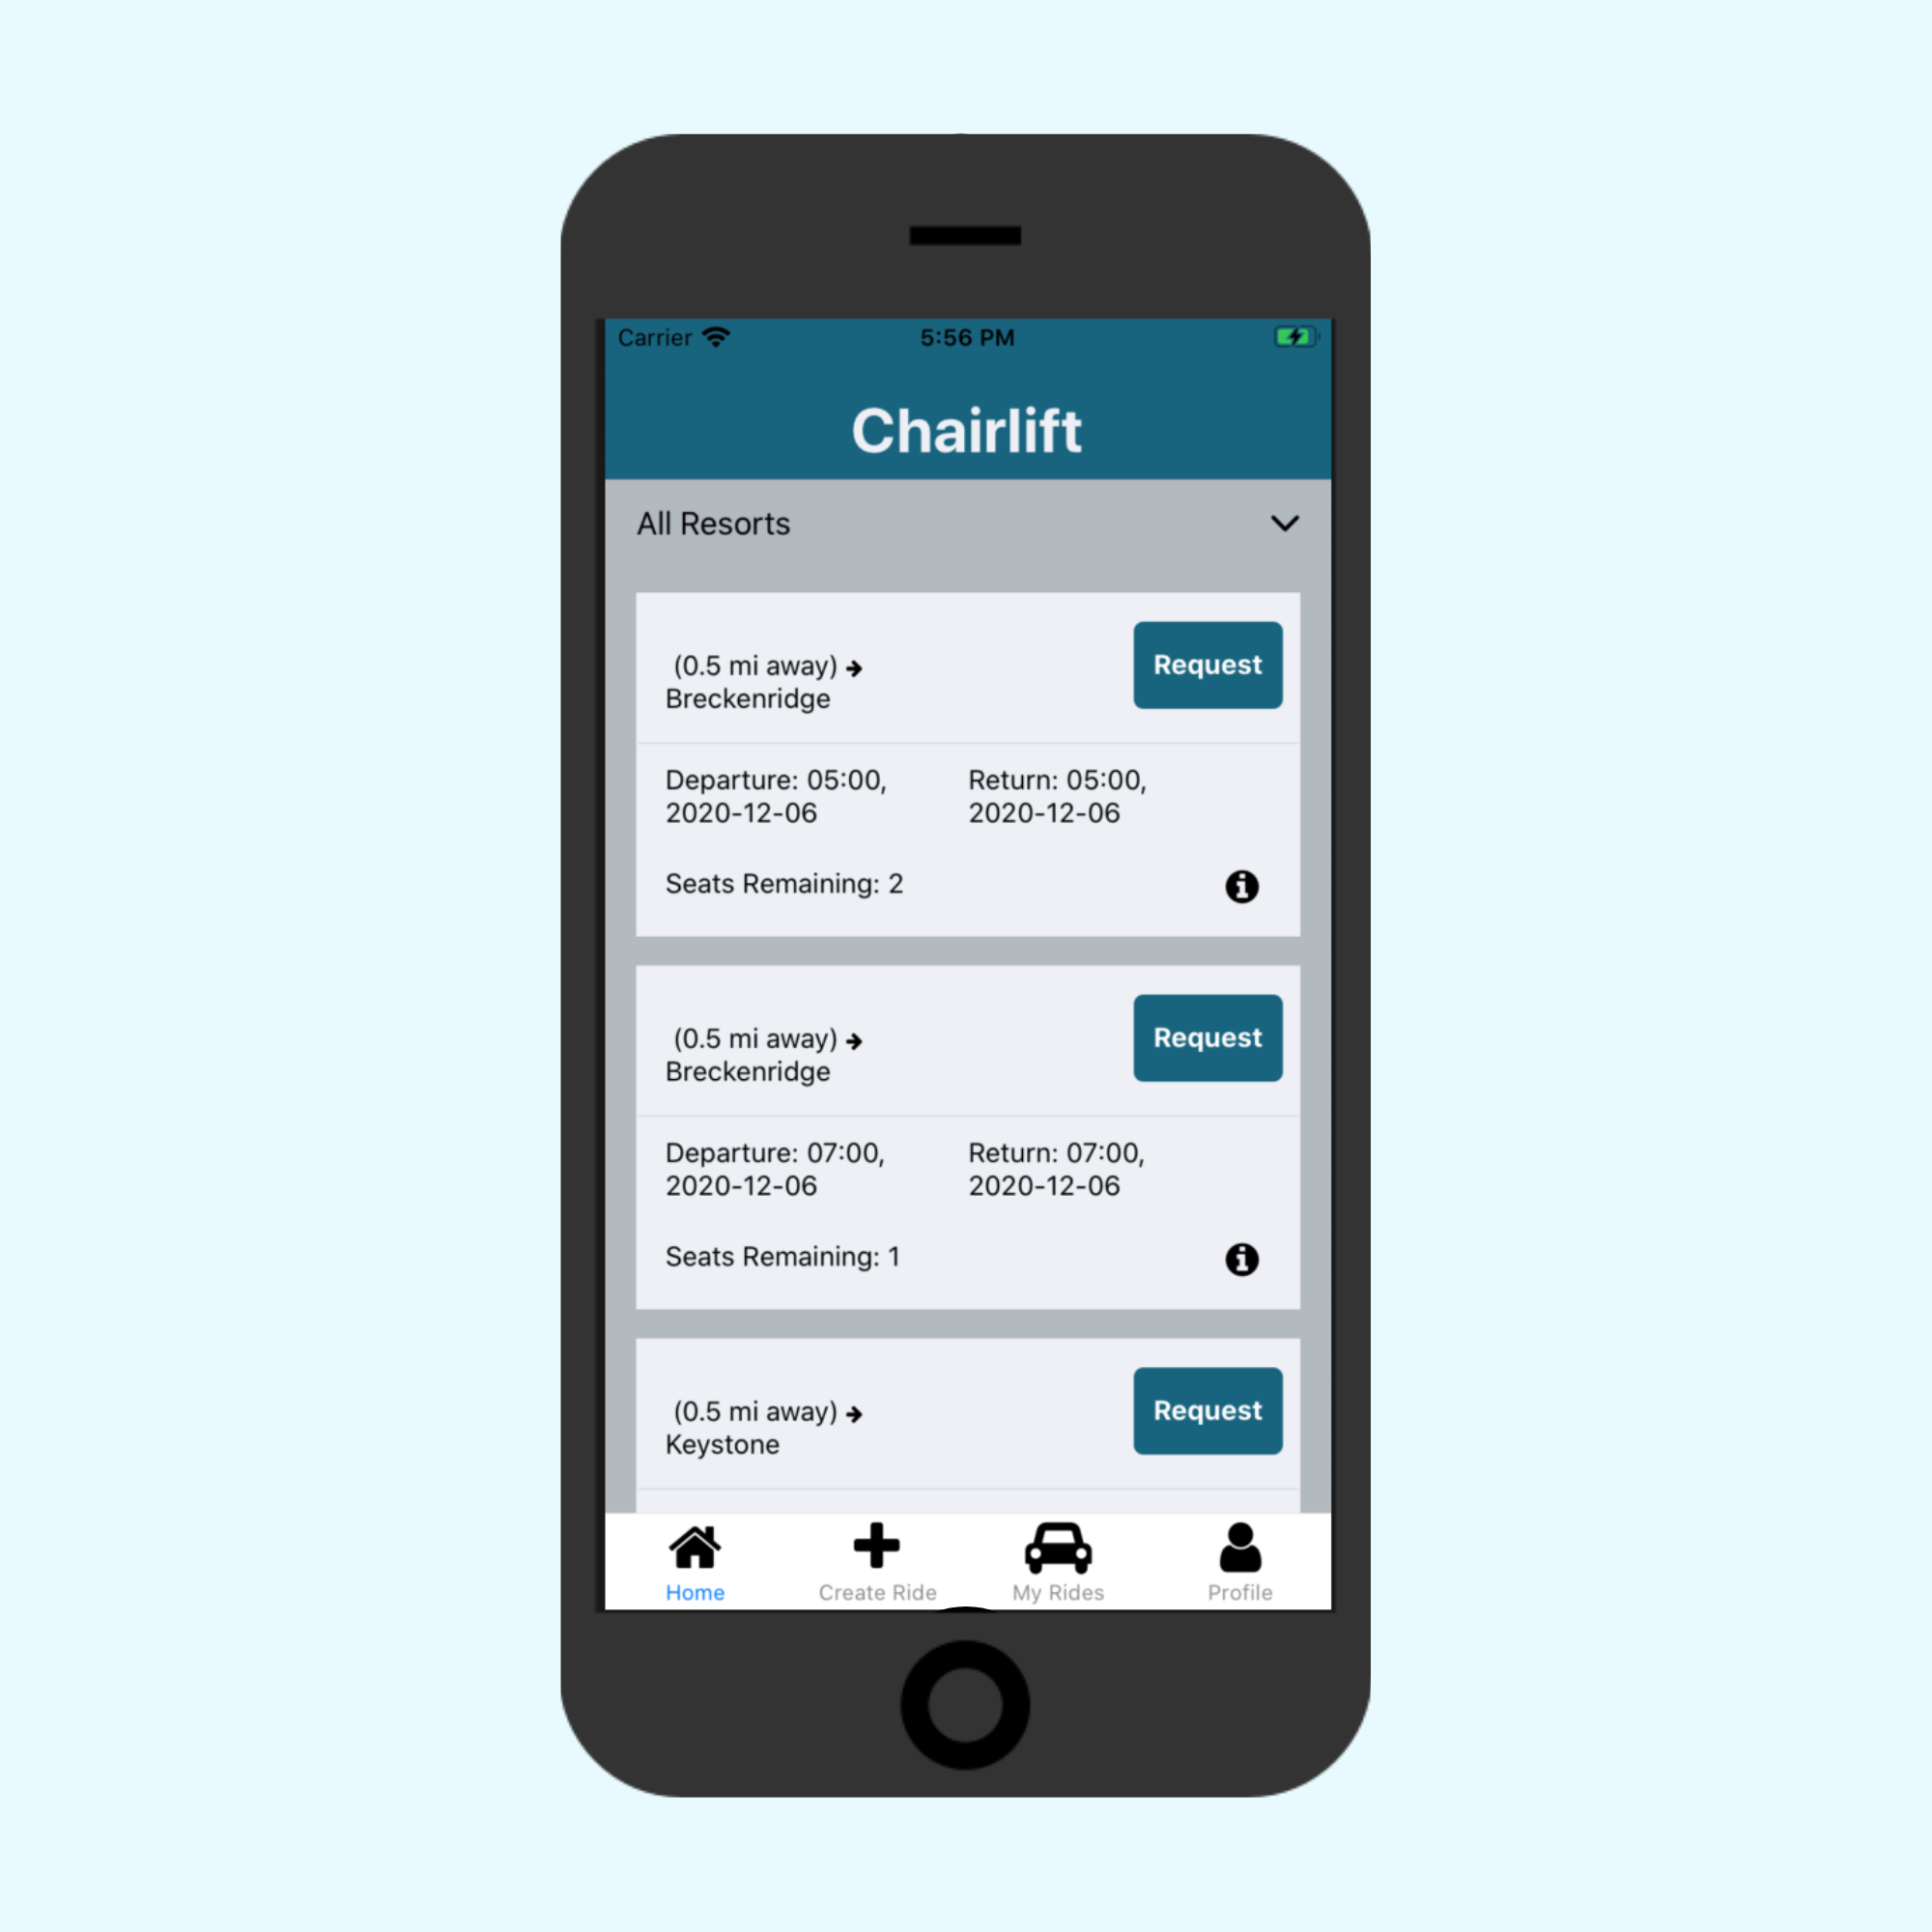 Carrier
5:56 PM
Chairlift
All Resorts
(0.5 mi away) →
Breckenridge
Request
Departure: 05:00,
2020-12-06
Return: 05:00,
2020-12-06
Seats Remaining: 2
(0.5 mi away) →
Breckenridge
Request
Departure: 07:00,
2020-12-06
Return: 07:00,
2020-12-06
Seats Remaining: 1
(0.5 mi away) →
Keystone
Request
Home
Create Ride
My Rides
Profile